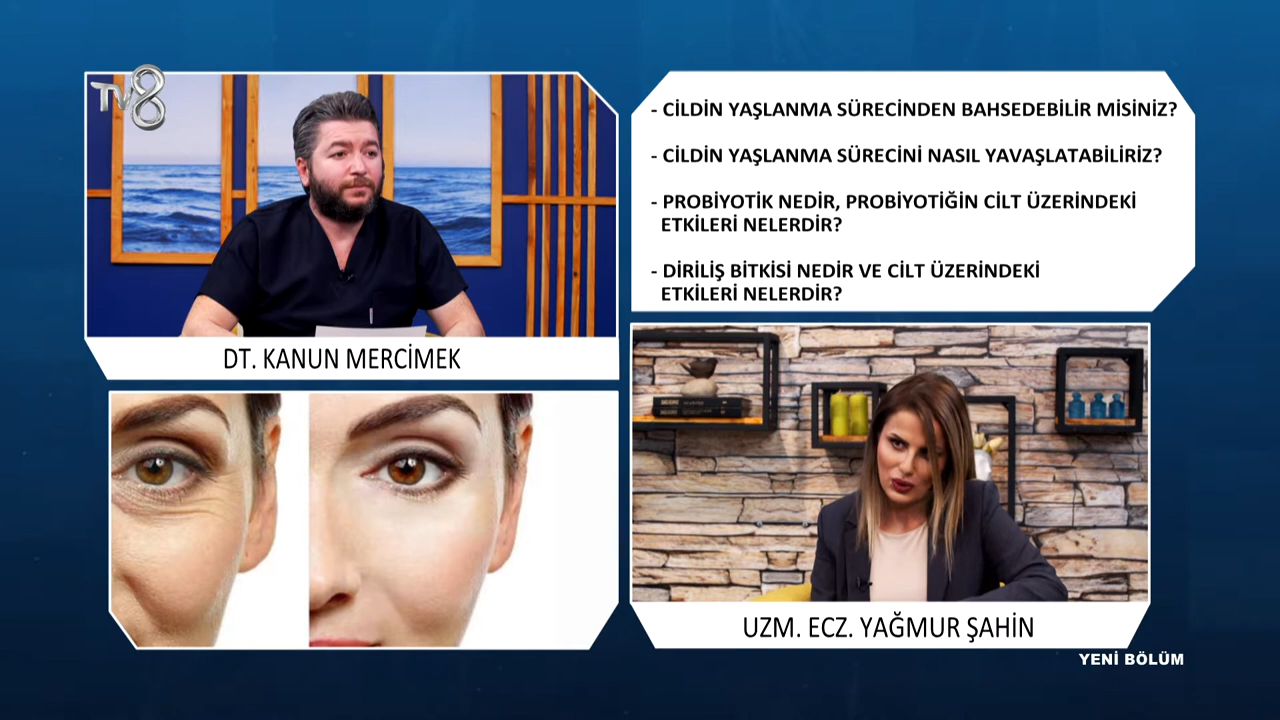 TV8
- CİLDİN YAŞLANMA SÜRECİNDEN BAHSEDEBİLİR MİSİNİZ?
- CİLDİN YAŞLANMA SÜRECİNİ NASIL YAVAŞLATABİLİRİZ?
- PROBİYOTİK NEDİR, PROBİYOTİĞİN CİLT ÜZERİNDEKİ
ETKİLERİ NELERDİR?
- DİRİLİŞ BİTKİSİ NEDİR VE CİLT ÜZERİNDEKİ
ETKİLERİ NELERDİR?
DT. KANUN MERCİMEK
UZM. ECZ. YAĞMUR ŞAHİN
YENİ BÖLÜM